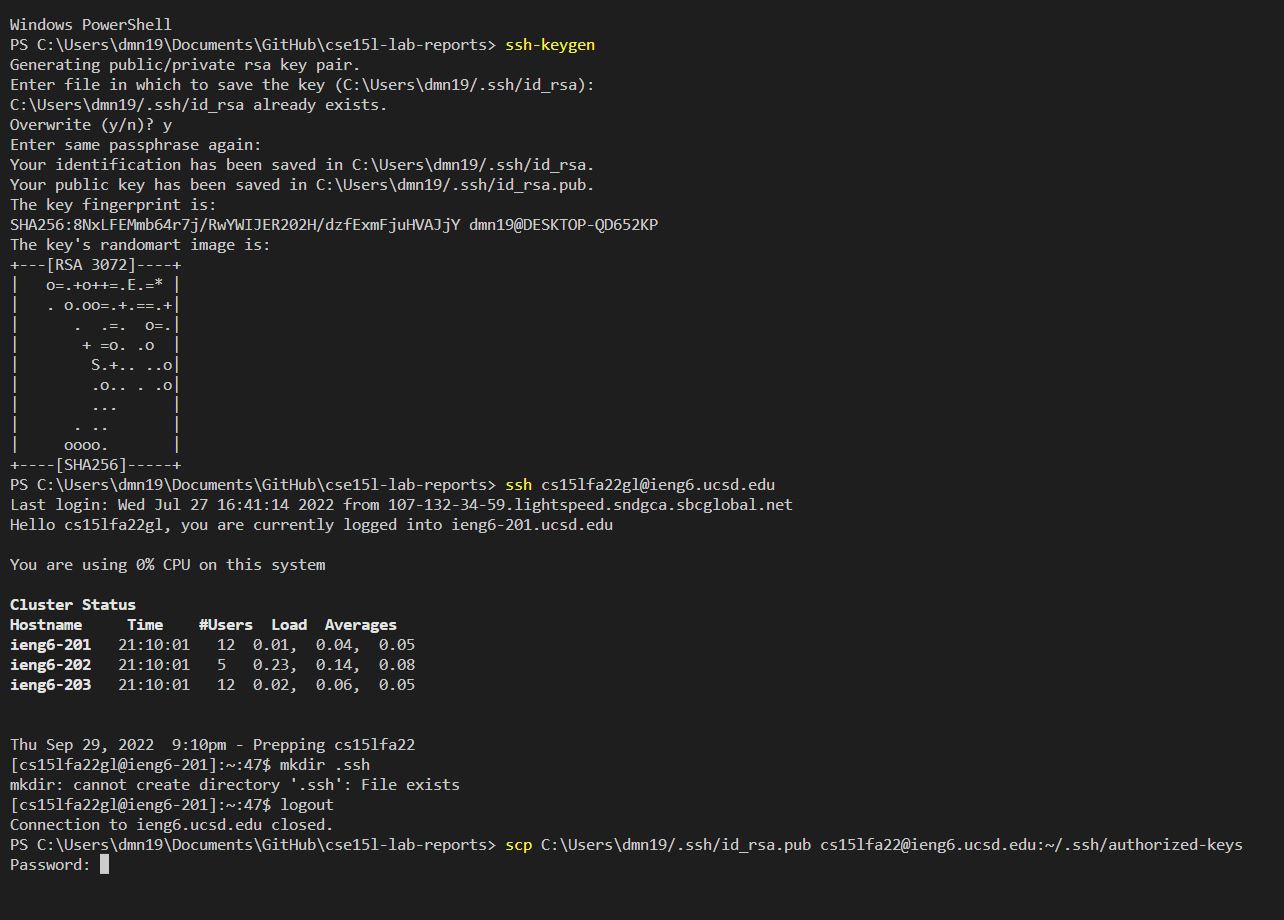 Windows PowerShell
PS C:\Users\dmn19\Documents\GitHub\cse15l-lab-reports> ssh-keygen
Generating public/private rsa key pair.
Enter file in which to save the key (C:\Users\dmn19/.ssh/id_rsa):
C:\Users\dmn19/.ssh/id_rsa already exists.
Overwrite (y/n)? y
Enter same passphrase again:
Your identification has been saved in C:\Users\dmn19/.ssh/id_rsa.
Your public key has been saved in C:\Users\dmn19/.ssh/id_rsa.pub.
The key fingerprint is:
SHA256:8NxLFEMmb64r7j/RwYWIJER202H/dzfExmFjuHVAJjY dmn19@DESKTOP-QD652KP
The key's randomart image is:
+---[RSA 3072]----+
|   o=.+o++=.E.=* |
|   . o.oo=.+.==.+|
|      .  .=.  o=.|
|       + =o. .o  |
|        S.+.. ..o|
|        .o.. . .o|
|        ...      |
|      . ..       |
|     oooo.       |
+----[SHA256]-----+
PS C:\Users\dmn19\Documents\GitHub\cse15l-lab-reports> ssh cs15lfa22gl@ieng6.ucsd.edu
Last login: Wed Jul 27 16:41:14 2022 from 107-132-34-59.lightspeed.sndgca.sbcglobal.net
Hello cs15lfa22gl, you are currently logged into ieng6-201.ucsd.edu

You are using 0% CPU on this system

Cluster Status
Hostname     Time    #Users  Load  Averages
ieng6-201   21:10:01   12  0.01,  0.04,  0.05
ieng6-202   21:10:01   5   0.23,  0.14,  0.08
ieng6-203   21:10:01   12  0.02,  0.06,  0.05

Thu Sep 29, 2022  9:10pm - Prepping cs15lfa22
[cs15lfa22gl@ieng6-201]:~:47$ mkdir .ssh
mkdir: cannot create directory '.ssh': File exists
[cs15lfa22gl@ieng6-201]:~:47$ logout
Connection to ieng6.ucsd.edu closed.
PS C:\Users\dmn19\Documents\GitHub\cse15l-lab-reports> scp C:\Users\dmn19/.ssh/id_rsa.pub cs15lfa22@ieng6.ucsd.edu:~/.ssh/authorized-keys
Password: